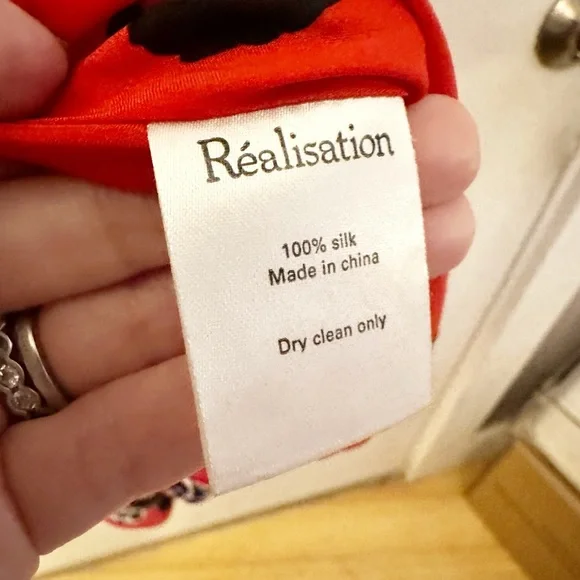 Réalisation
100% silk
Made in china
Dry clean only